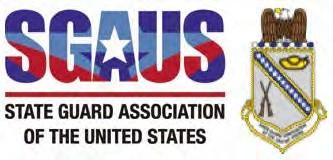 SGAUS
STATE GUARD ASSOCIATION
OF THE UNITED STATES